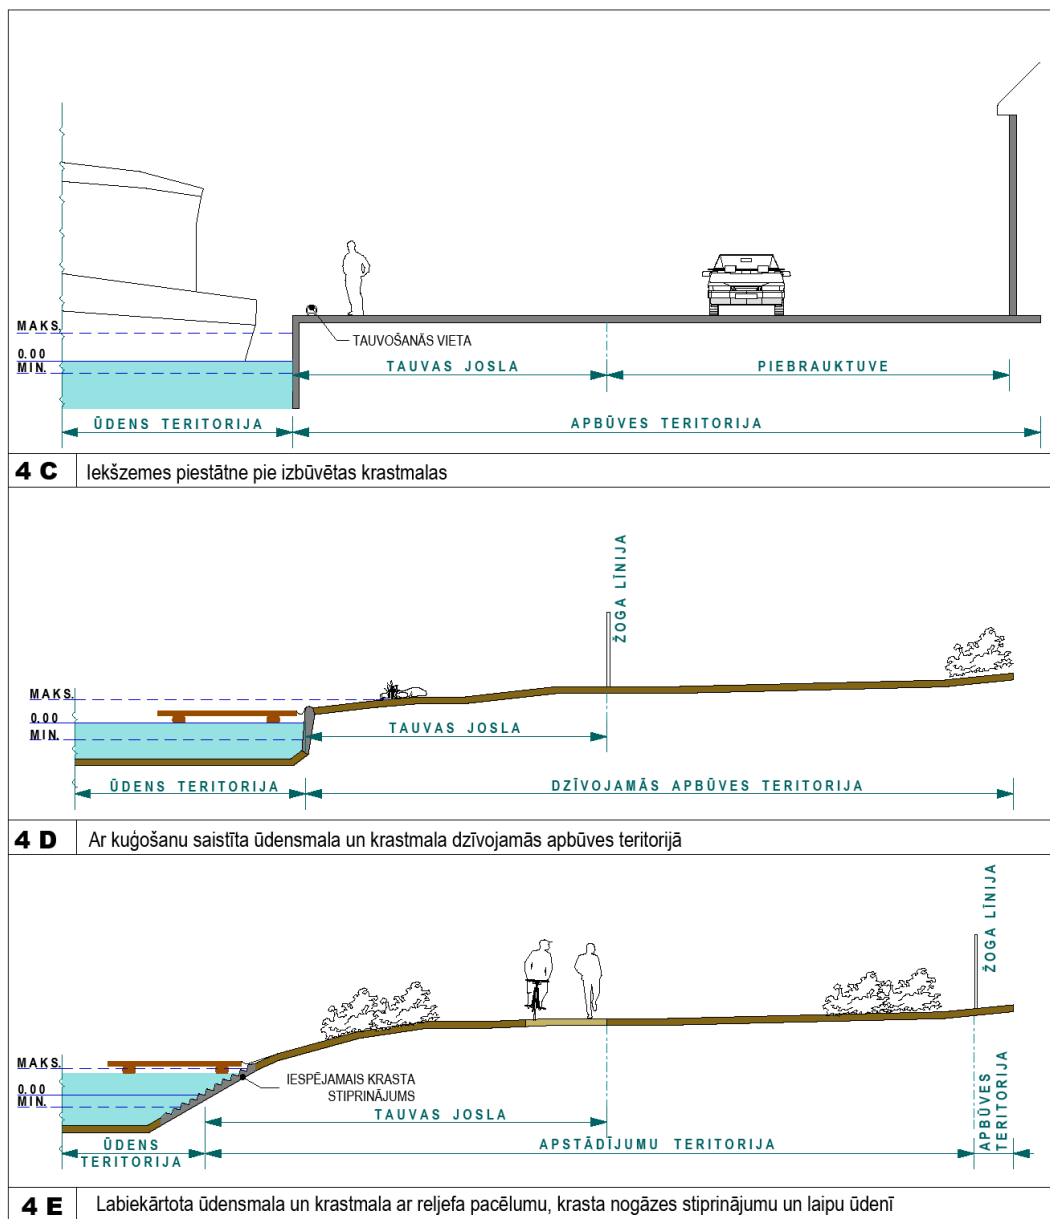 MAKS.
0.00
MIN.
TAUVOŠANĀS VIETA
TAUVAS JOSLA
PIEBRAUKTUVE
ŪDENS TERITORIJA
APBŪVES TERITORIJA
4 C
Iekšzemes piestātne pie izbūvētas krastmalas
ŽOGA LĪNIJA
MAKS.
0.00
MIN.
TAUVAS JOSLA
ŪDENS TERITORIJA
DZĪVOJAMĀS APBŪVES TERITORIJA
4 D
Ar kuģošanu saistīta ūdensmala un krastmala dzīvojamās apbūves teritorijā
ŽOGA LĪNIJA
MAKS.
0.00
MIN.
IESPĒJAMAIS KRASTA
STIPRINĀJUMS
TAUVAS JOSLA
ŪDENS
TERITORIJA
APSTĀDĪJUMU TERITORIJA
APBŪVES
TERITORIJA
4 E
Labiekārtota ūdensmala un krastmala ar reljefa pacēlumu, krasta nogāzes stiprinājumu un laipu ūdenī